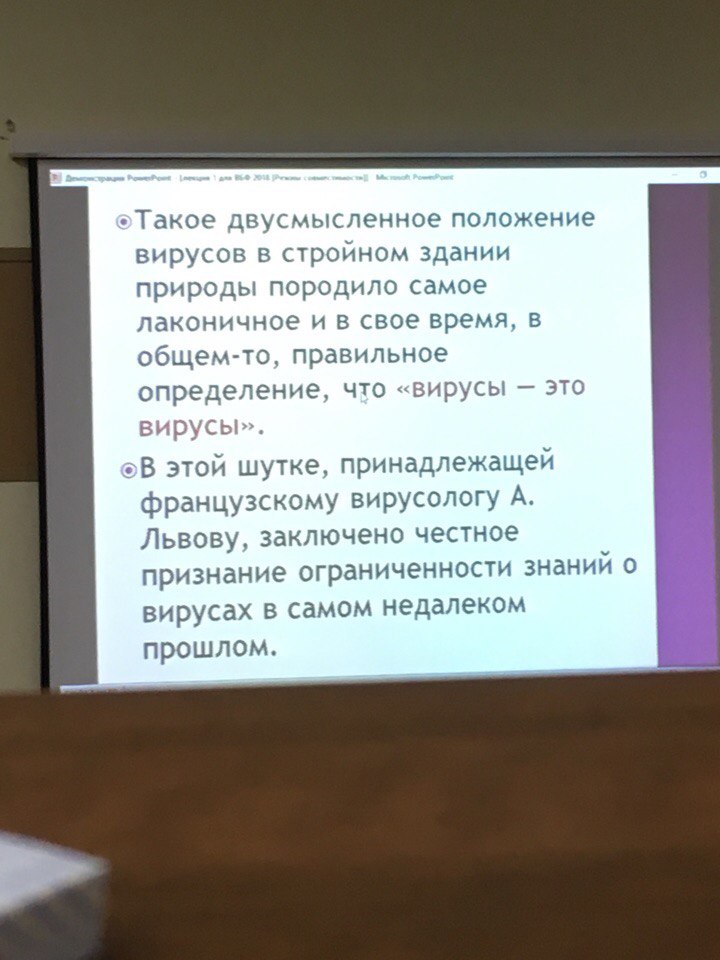 Демонстрация PowerPoint - [лекция 1 для ВБФ 2018 [Режим совместимости]] - Microsoft PowerPoint
Такое двусмысленное положение
вирусов в стройном здании
природы породило самое
лаконичное и в свое время, в
общем-то, правильное
определение, что «вирусы — это
вирусы».
В этой шутке, принадлежащей
французскому вирусологу А.
Львову, заключено честное
признание ограниченности знаний о
вирусах в самом недалеком
прошлом.